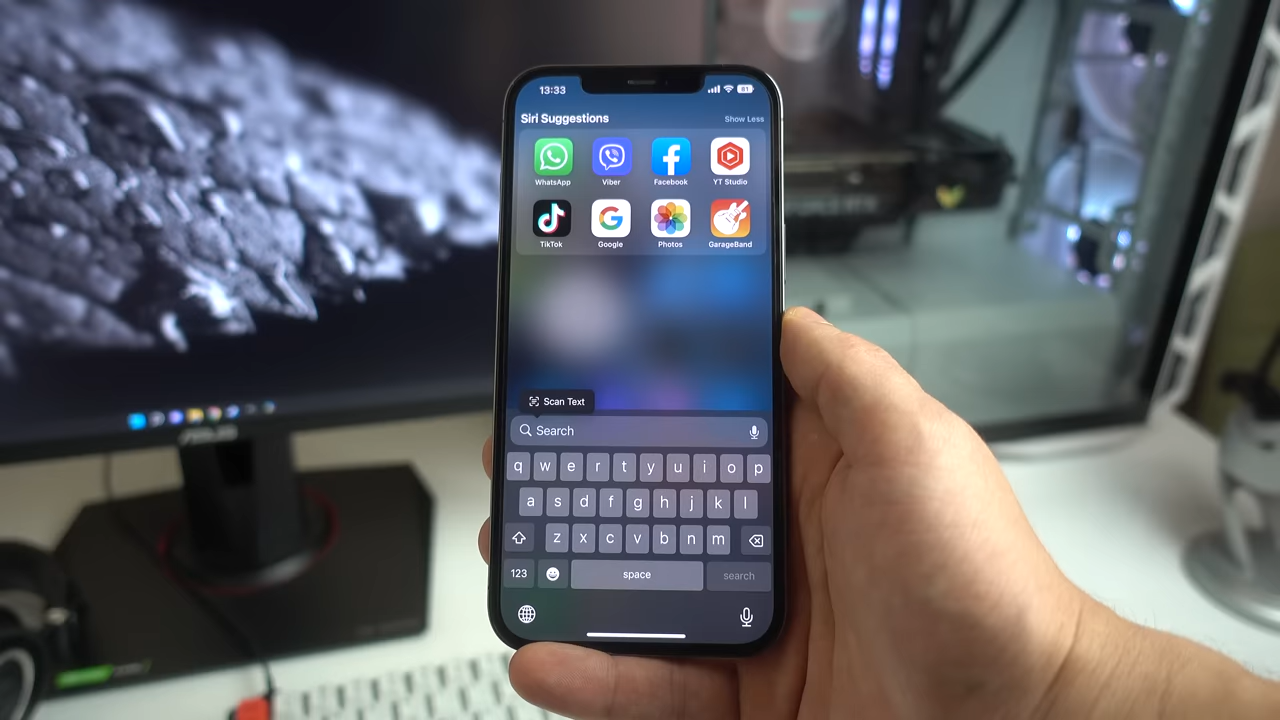 13:33
81
Siri Suggestions
Show Less
WhatsApp
Viber
Facebook
YT Studio
TikTok
Google
Photos
GarageBand
Scan Text
Search
q w e r t y u i o p
a s d f g h j k l
z x c v b n m
123
space
search
ASUS